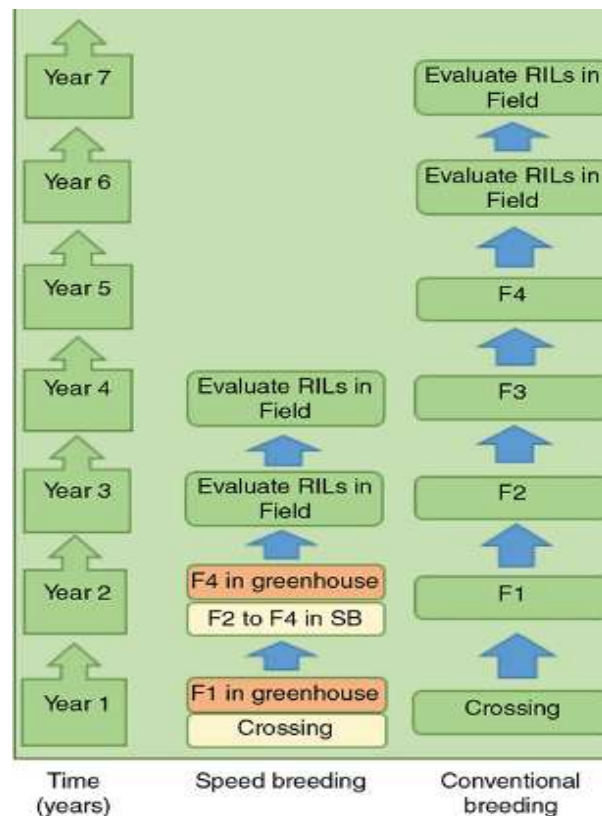 Year 7
Year 6
Year 5
Year 4
Year 3
Year 2
Year 1
Time
(years)
Evaluate RILs in
Field
Evaluate RILs in
Field
F4 in greenhouse
F2 to F4 in SB
F1 in greenhouse
Crossing
Speed breeding
Evaluate RILs in
Field
Evaluate RILs in
Field
F4
F3
F2
F1
Crossing
Conventional
breeding